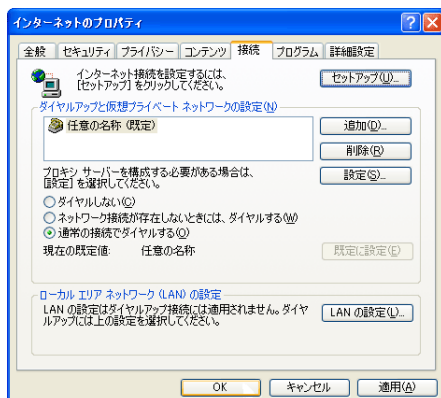 インターネットのプロパティ
全般 セキュリティ プライバシー コンテンツ 接続 プログラム 詳細設定
インターネット接続を設定するには、
[セットアップ] をクリックしてください。
セットアップ(U)...
ダイヤルアップと仮想プライベート ネットワークの設定(N)
任意の名称 (既定)
追加(D)...
削除(R)
プロキシ サーバーを構成する必要がある場合は、
[設定] を選択してください。
設定(S)...
ダイヤルしない(C)
ネットワーク接続が存在しないときには、ダイヤルする(W)
通常の接続でダイヤルする(O)
現在の既定値: 任意の名称
既定に設定(E)
ローカル エリア ネットワーク (LAN) の設定
LAN の設定はダイヤルアップ接続には適用されません。ダイヤ
ルアップには上の設定を選択してください。
LAN の設定(L)...
OK キャンセル 適用(A)